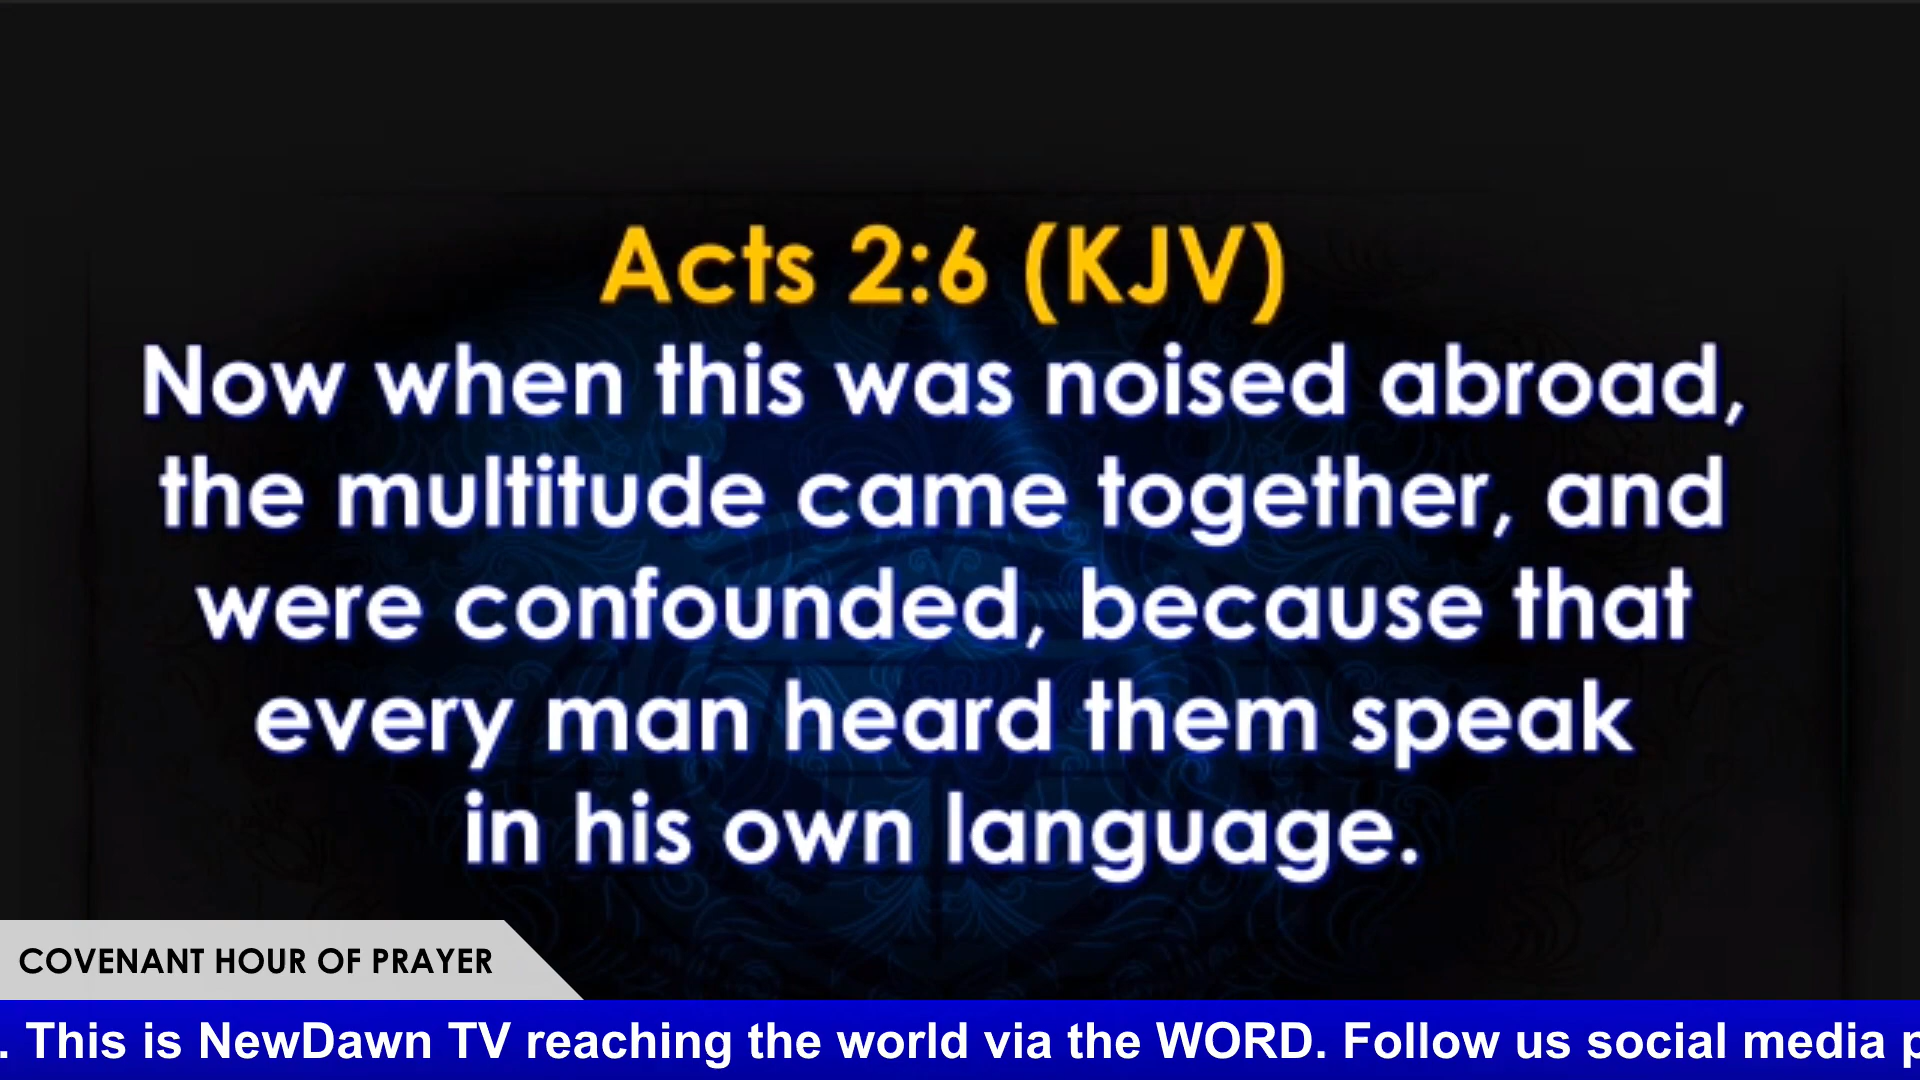 Acts 2:6 (KJV)
Now when this was noised abroad,
the multitude came together, and
were confounded, because that
every man heard them speak
in his own language.
COVENANT HOUR OF PRAYER
. This is NewDawn TV reaching the world via the WORD. Follow us social media p